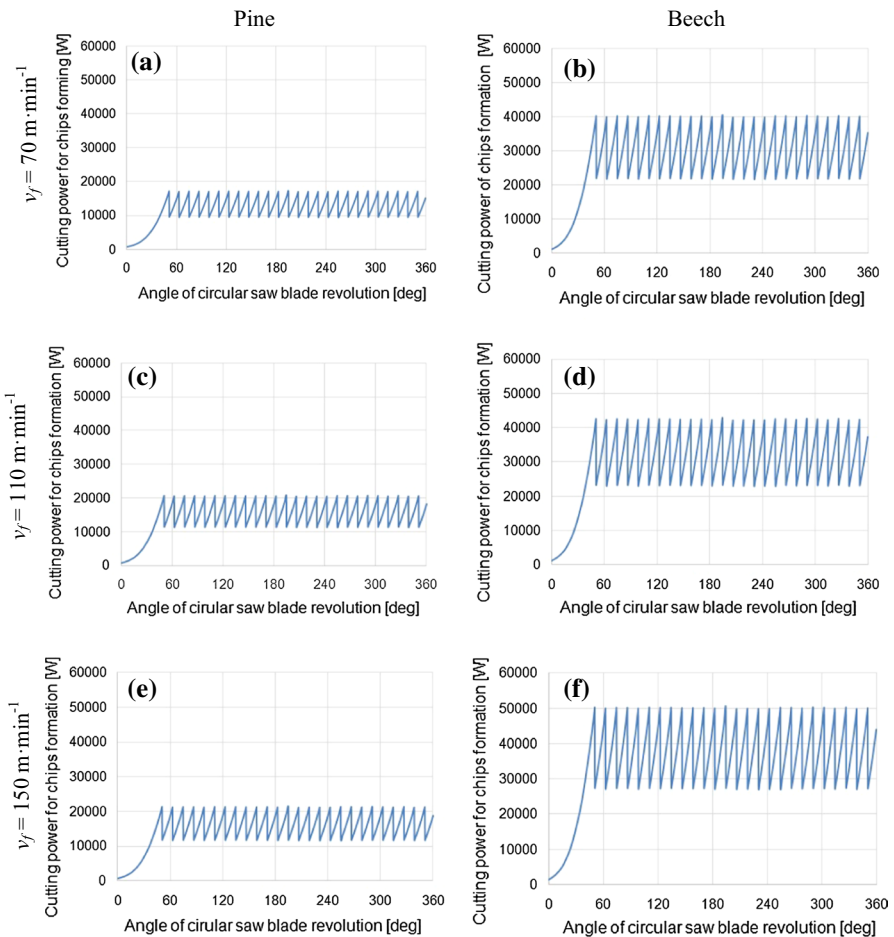 Pine
Beech
v_f = 70 m·min⁻¹
Cutting power for chips forming [W]
(a)
60000
50000
40000
30000
20000
10000
0
0 60 120 180 240 300 360
Angle of circular saw blade revolution [deg]
Cutting power of chips formation [W]
(b)
60000
50000
40000
30000
20000
10000
0
0 60 120 180 240 300 360
Angle of circular saw blade revolution [deg]
v_f = 110 m·min⁻¹
Cutting power for chips formation [W]
(c)
60000
50000
40000
30000
20000
10000
0
0 60 120 180 240 300 360
Angle of cirular saw blade revolution [deg]
Cutting power for chips formation [W]
(d)
60000
50000
40000
30000
20000
10000
0
0 60 120 180 240 300 360
Angle of cirular saw blade revolution [deg]
v_f = 150 m·min⁻¹
Cutting power for chips formation [W]
(e)
60000
50000
40000
30000
20000
10000
0
0 60 120 180 240 300 360
Angle of circular saw blade revolution [deg]
Cutting power for chips formation [W]
(f)
60000
50000
40000
30000
20000
10000
0
0 60 120 180 240 300 360
Angle of circular saw blade revolution [deg]